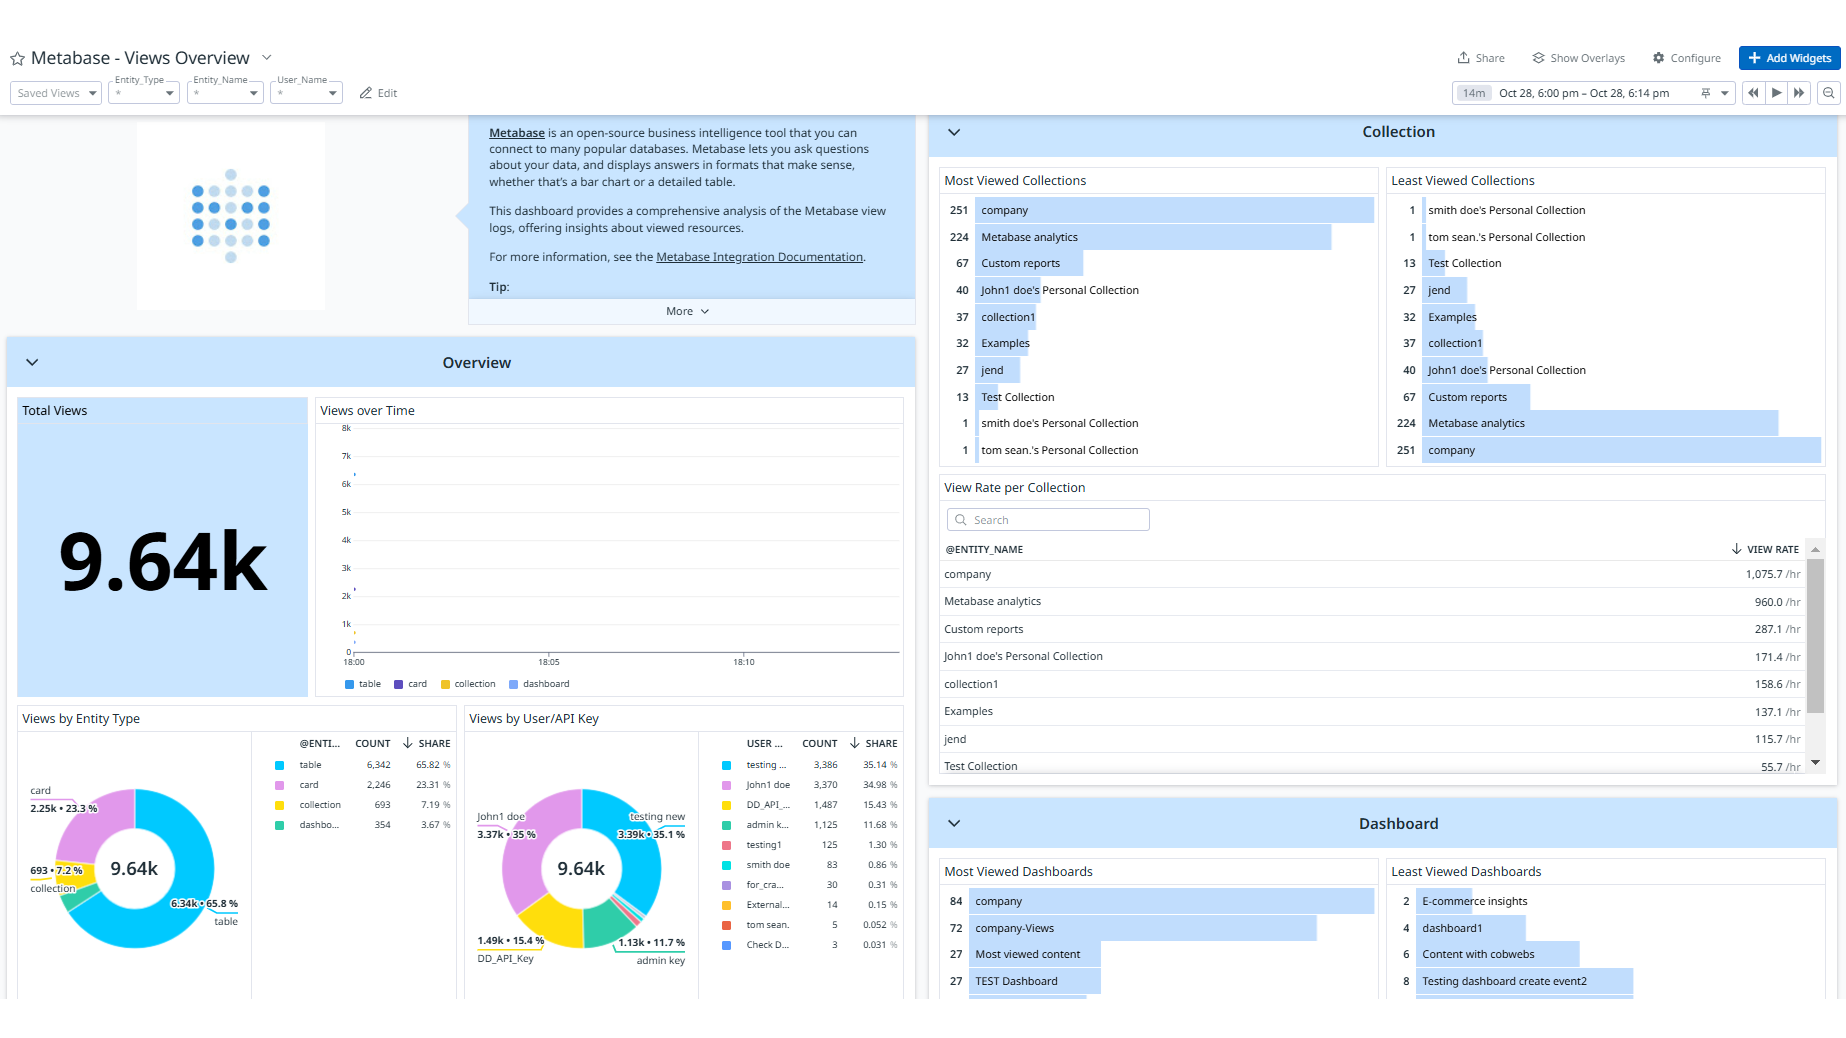 Metabase - Views Overview
Share
Show Overlays
Configure
Add Widgets
Saved Views
Entity_Type
*
Entity_Name
*
User_Name
*
Edit
14m
Oct 28, 6:00 pm – Oct 28, 6:14 pm
Metabase is an open-source business intelligence tool that you can
connect to many popular databases. Metabase lets you ask questions
about your data, and displays answers in formats that make sense,
whether that's a bar chart or a detailed table.
This dashboard provides a comprehensive analysis of the Metabase view
logs, offering insights about viewed resources.
For more information, see the Metabase Integration Documentation.
Tip:
More
Overview
Total Views
9.64k
Views over Time
8k
7k
6k
5k
4k
3k
2k
1k
0
18:00 18:05 18:10
table card collection dashboard
Views by Entity Type
card
2.25k • 23.3 %
693 • 7.2 %
collection
9.64k
6.34k • 65.8 %
table
@ENTI... COUNT SHARE
table 6,342 65.82 %
card 2,246 23.31 %
collection 693 7.19 %
dashbo... 354 3.67 %
Views by User/API Key
John1 doe
3.37k • 35 %
testing new
3.39k • 35.1 %
9.64k
1.49k • 15.4 %
DD_API_Key
1.13k • 11.7 %
admin key
USER ... COUNT SHARE
testing ... 3,386 35.14 %
John1 doe 3,370 34.98 %
DD_API_... 1,487 15.43 %
admin k... 1,125 11.68 %
testing1 125 1.30 %
smith doe 83 0.86 %
for_cra... 30 0.31 %
External... 14 0.15 %
tom sean. 5 0.052 %
Check D... 3 0.031 %
Collection
Most Viewed Collections
251 company
224 Metabase analytics
67 Custom reports
40 John1 doe's Personal Collection
37 collection1
32 Examples
27 jend
13 Test Collection
1 smith doe's Personal Collection
1 tom sean.'s Personal Collection
Least Viewed Collections
1 smith doe's Personal Collection
1 tom sean.'s Personal Collection
13 Test Collection
27 jend
32 Examples
37 collection1
40 John1 doe's Personal Collection
67 Custom reports
224 Metabase analytics
251 company
View Rate per Collection
Search
@ENTITY_NAME VIEW RATE
company 1,075.7 /hr
Metabase analytics 960.0 /hr
Custom reports 287.1 /hr
John1 doe's Personal Collection 171.4 /hr
collection1 158.6 /hr
Examples 137.1 /hr
jend 115.7 /hr
Test Collection 55.7 /hr
Dashboard
Most Viewed Dashboards
84 company
72 company-Views
27 Most viewed content
27 TEST Dashboard
Least Viewed Dashboards
2 E-commerce insights
4 dashboard1
6 Content with cobwebs
8 Testing dashboard create event2